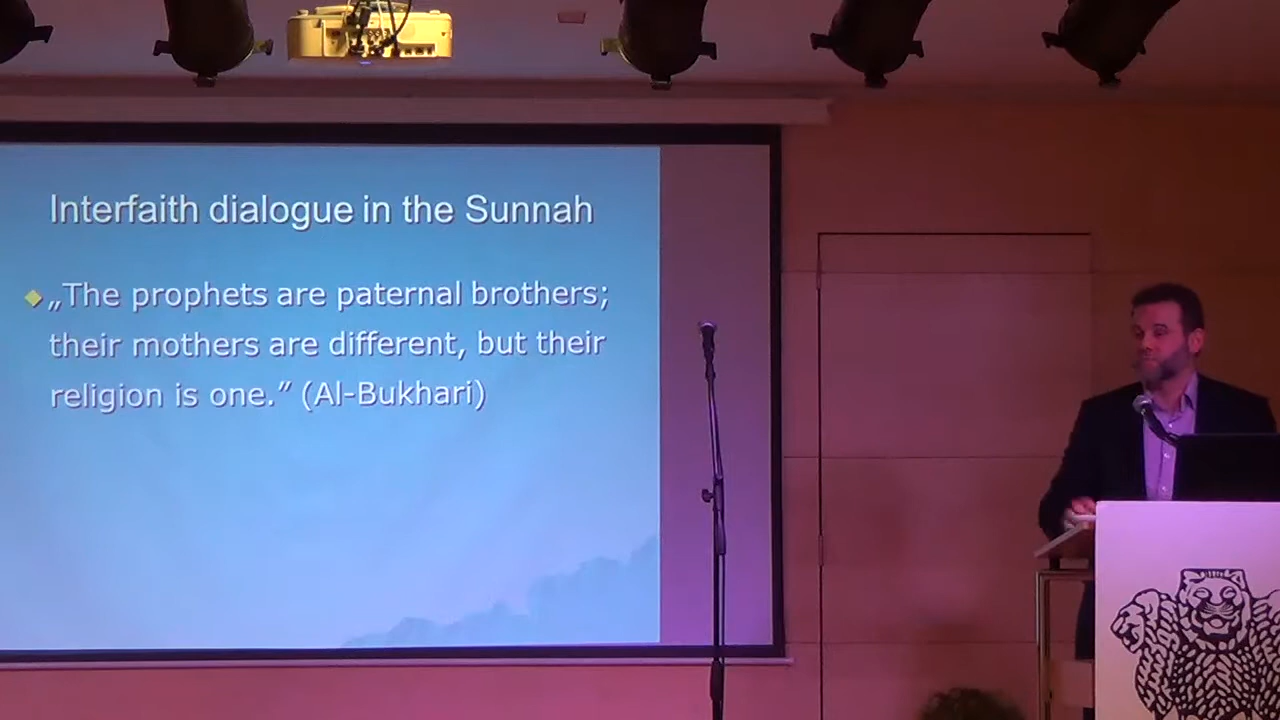 Interfaith dialogue in the Sunnah
„The prophets are paternal brothers;
their mothers are different, but their
religion is one.” (Al-Bukhari)